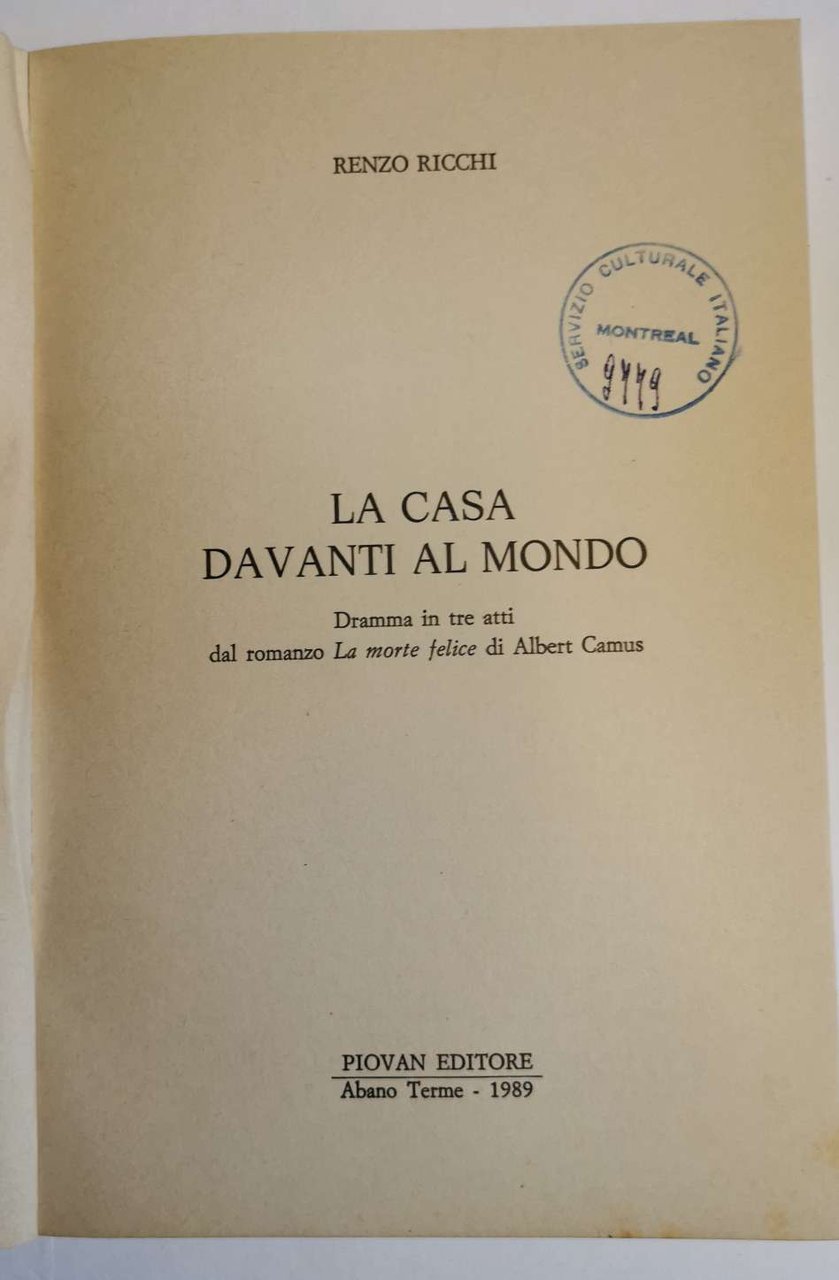 RENZO RICCHI
SERVIZIO CULTURALE ITALIANO
MONTREAL
LA CASA
DAVANTI AL MONDO
Dramma in tre atti
dal romanzo La morte felice di Albert Camus
PIOVAN EDITORE
Abano Terme - 1989